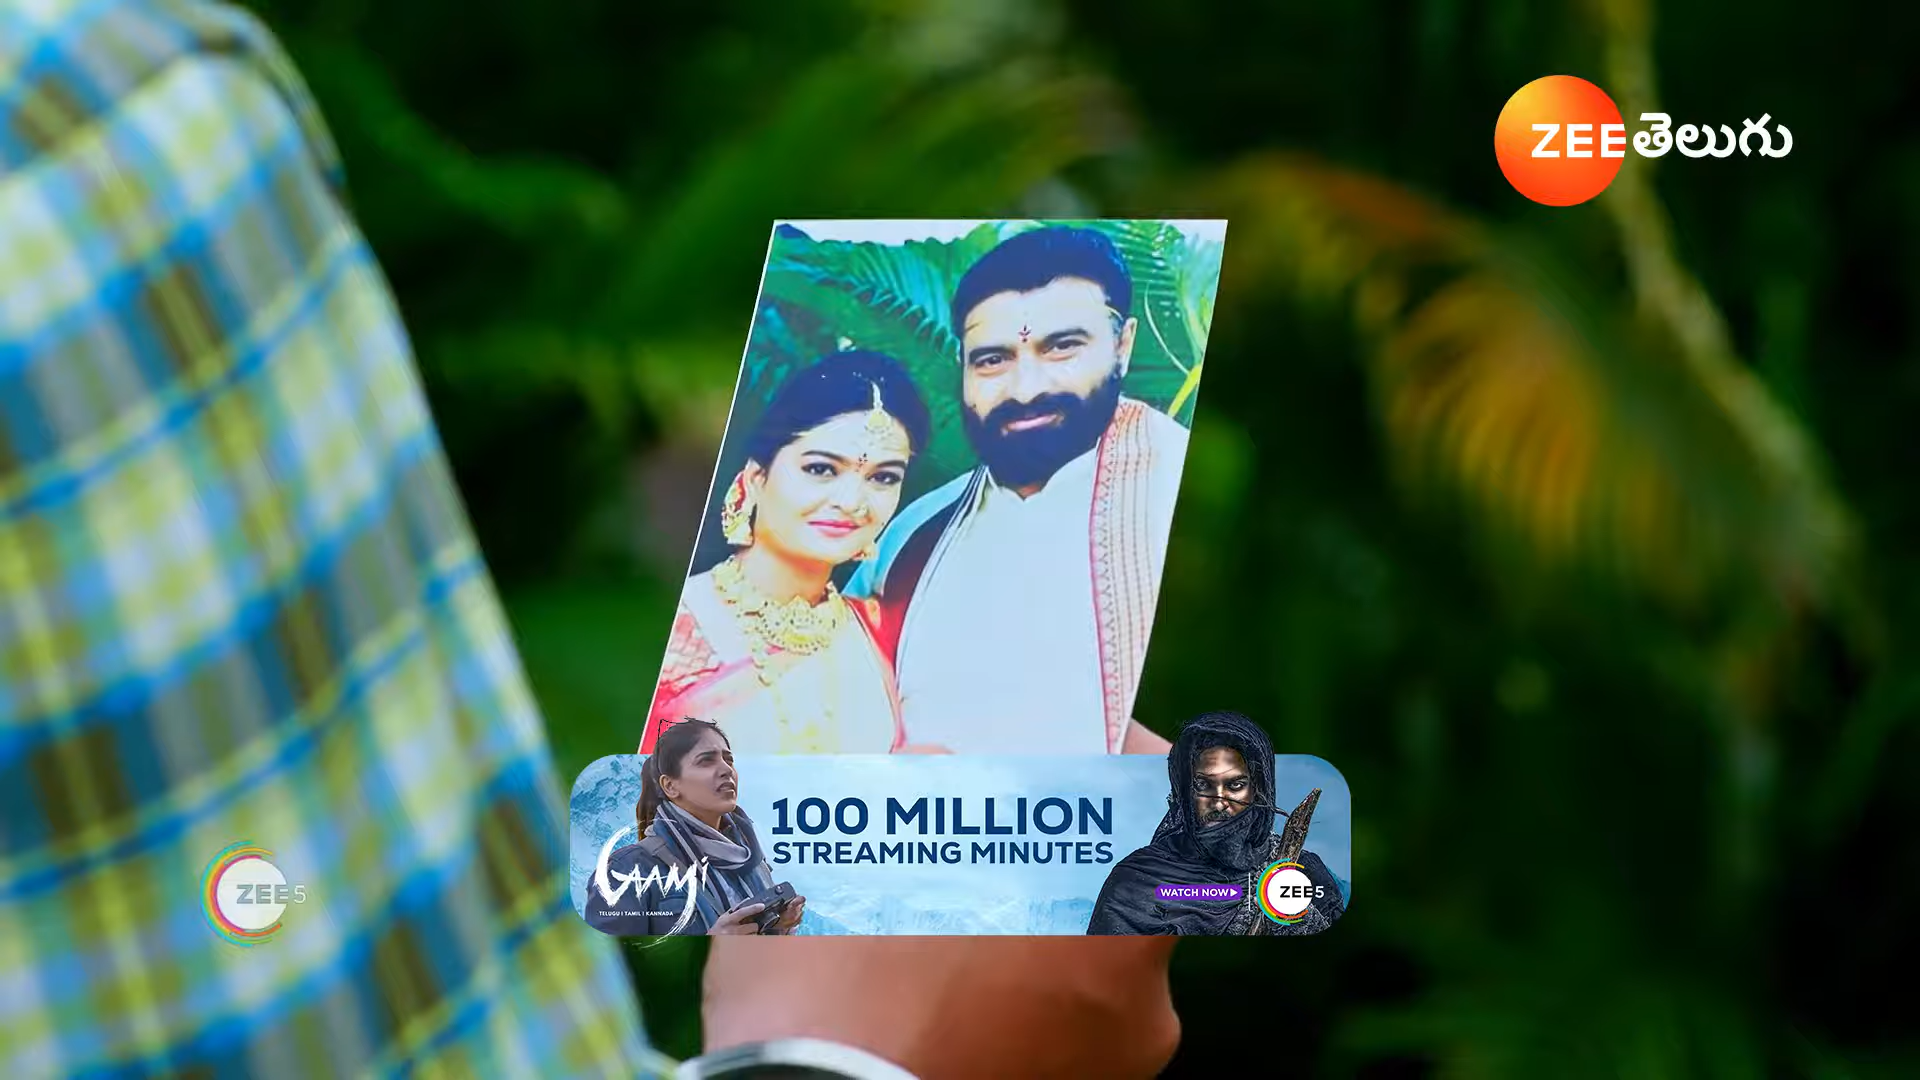 ZEE తెలుగు
100 MILLION
STREAMING MINUTES
GAAMI
TELUGU | TAMIL | KANNADA
WATCH NOW
ZEE5
ZEE5